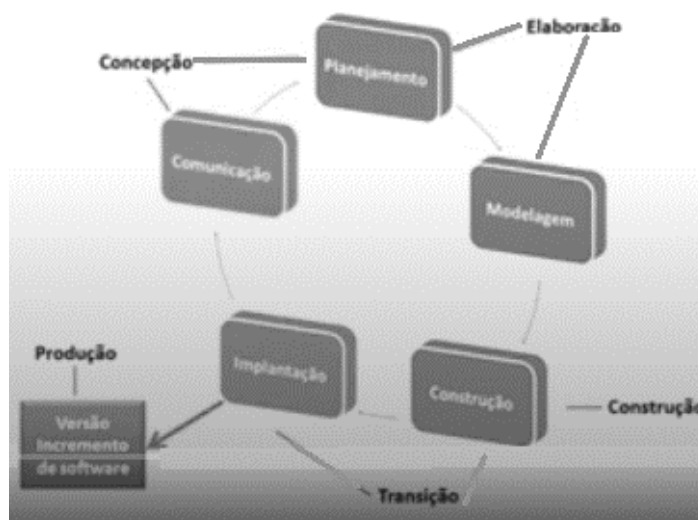 Elaboração
Concepção
Planejamento
Comunicação
Modelagem
Implantação
Produção
Construção
Construção
Versão
Incremento
de software
Transição